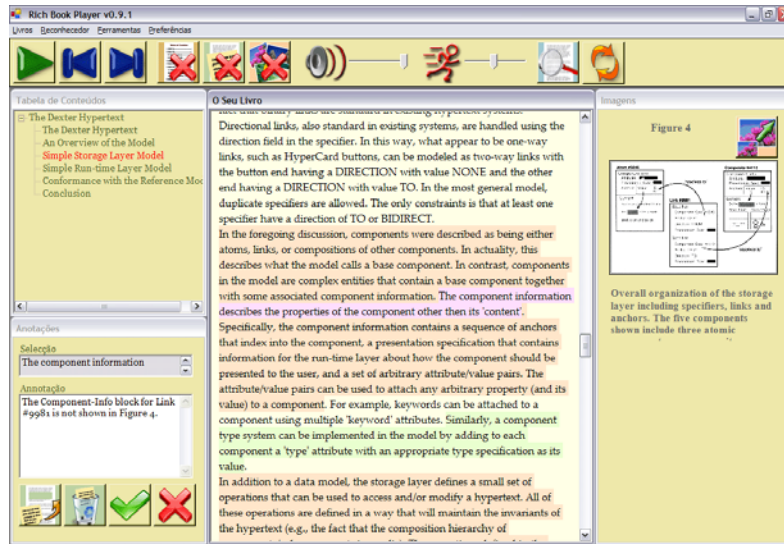 Rich Book Player v0.9.1
Livros Reconhecedor Ferramentas Preferências
Tabela de Conteúdos
The Dexter Hypertext
The Dexter Hypertext
An Overview of the Model
Simple Storage Layer Model
Simple Run-time Layer Model
Conformance with the Reference Moc
Conclusion
Anotações
Selecção
The component information
Annotação
The Component-Info block for Link
#9981 is not shown in Figure 4.
O Seu Livro
fact that binary links are standard in existing hypertext systems.
Directional links, also standard in existing systems, are handled using the
direction field in the specifier. In this way, what appear to be one-way
links, such as HyperCard buttons, can be modeled as two-way links with
the button end having a DIRECTION with value NONE and the other
end having a DIRECTION with value TO. In the most general model,
duplicate specifiers are allowed. The only constraints is that at least one
specifier have a direction of TO or BIDIRECT.
In the foregoing discussion, components were described as being either
atoms, links, or compositions of other components. In actuality, this
describes what the model calls a base component. In contrast, components
in the model are complex entities that contain a base component together
with some associated component information. The component information
describes the properties of the component other then its 'content'.
Specifically, the component information contains a sequence of anchors
that index into the component, a presentation specification that contains
information for the run-time layer about how the component should be
presented to the user, and a set of arbitrary attribute/value pairs. The
attribute/value pairs can be used to attach any arbitrary property (and its
value) to a component. For example, keywords can be attached to a
component using multiple 'keyword' attributes. Similarly, a component
type system can be implemented in the model by adding to each
component a 'type' attribute with an appropriate type specification as its
value.
In addition to a data model, the storage layer defines a small set of
operations that can be used to access and/or modify a hypertext. All of
these operations are defined in a way that will maintain the invariants of
the hypertext (e.g., the fact that the composition hierarchy of
Imagens
Figure 4
Overall organization of the storage
layer including specifiers, links and
anchors. The five components
shown include three atomic